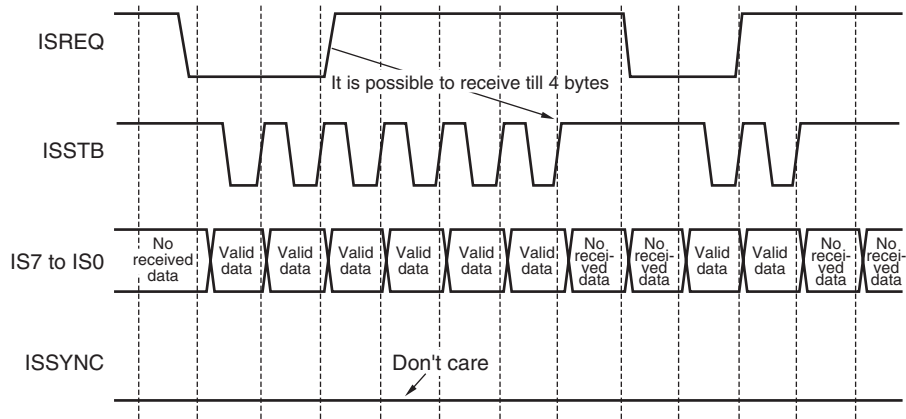 ISREQ
It is possible to receive till 4 bytes
ISSTB
IS7 to IS0
No
received
data
Valid
data
Valid
data
Valid
data
Valid
data
Valid
data
Valid
data
No
recei-
ved
data
No
recei-
ved
data
Valid
data
Valid
data
No
recei-
ved
data
No
recei-
ved
data
ISSYNC
Don't care